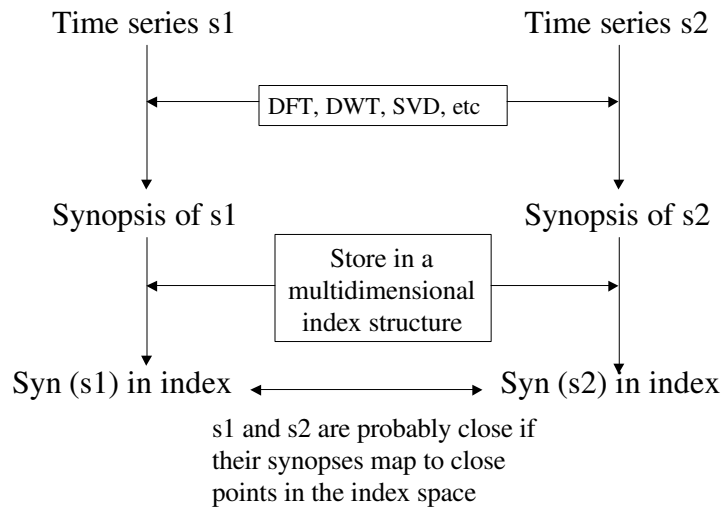 Time series s1
Time series s2
DFT, DWT, SVD, etc
Synopsis of s1
Synopsis of s2
Store in a
multidimensional
index structure
Syn (s1) in index
Syn (s2) in index
s1 and s2 are probably close if
their synopses map to close
points in the index space